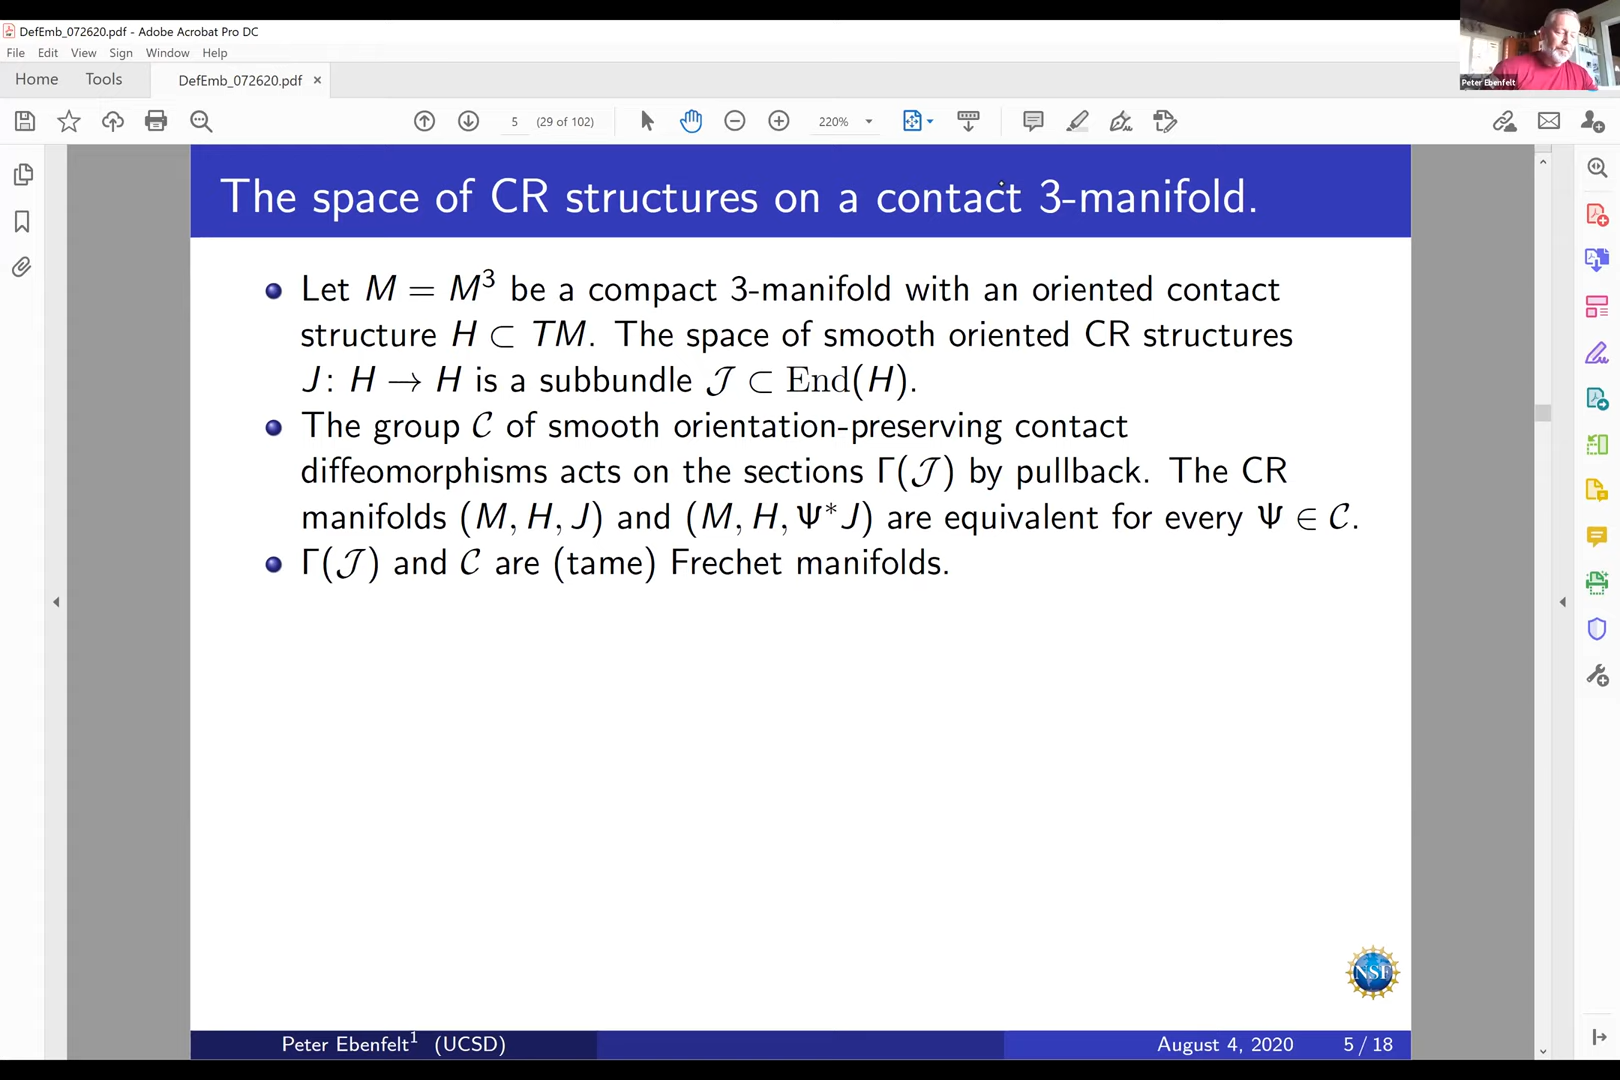 DefEmb_072620.pdf - Adobe Acrobat Pro DC
File Edit View Sign Window Help
Home Tools DefEmb_072620.pdf ×
5 (29 of 102) 220%
Peter Ebenfelt
The space of CR structures on a contact 3-manifold.
Let M = M³ be a compact 3-manifold with an oriented contact
structure H ⊂ TM. The space of smooth oriented CR structures
J: H → H is a subbundle 𝒥 ⊂ End(H).
The group 𝒞 of smooth orientation-preserving contact
diffeomorphisms acts on the sections Γ(𝒥) by pullback. The CR
manifolds (M, H, J) and (M, H, Ψ*J) are equivalent for every Ψ ∈ 𝒞.
Γ(𝒥) and 𝒞 are (tame) Frechet manifolds.
NSF
Peter Ebenfelt¹ (UCSD) August 4, 2020 5 / 18